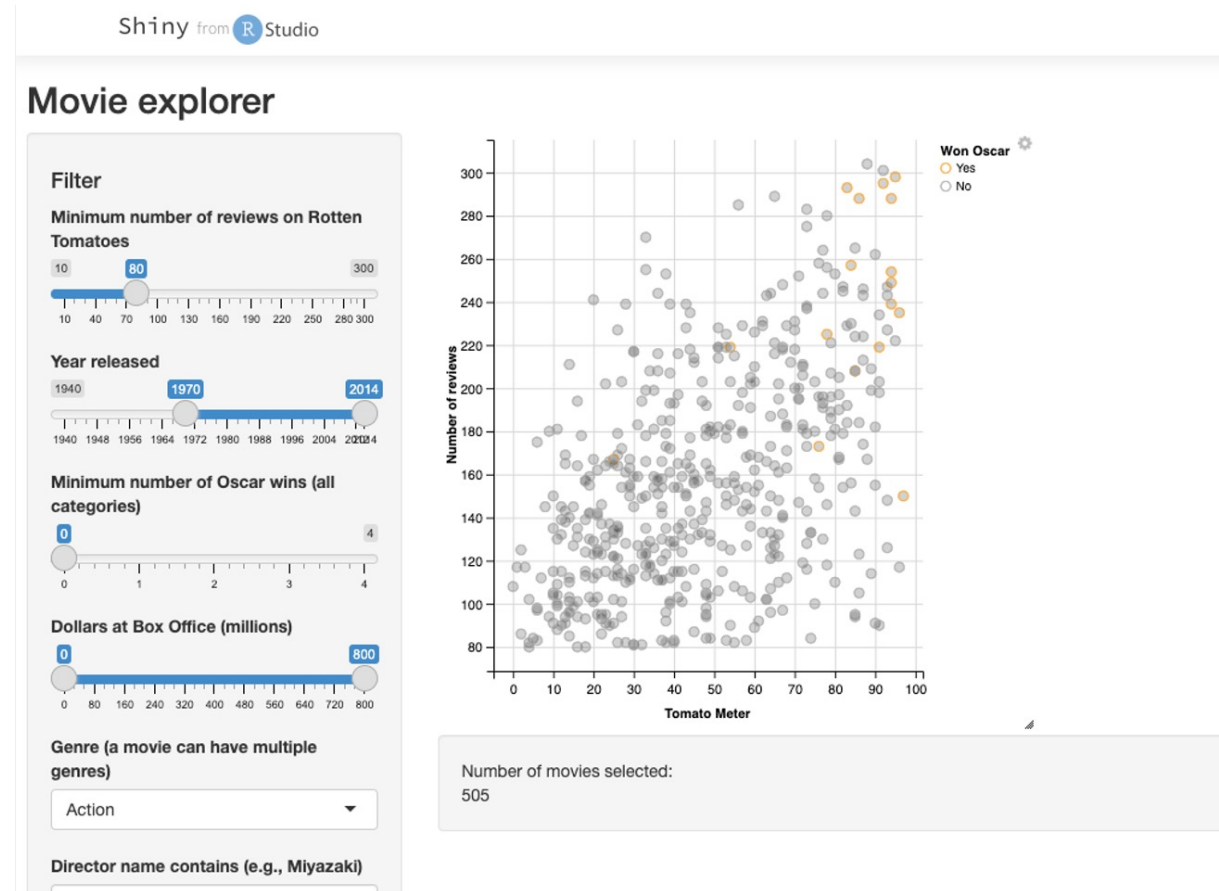 Shiny from R Studio
Movie explorer
Filter
Minimum number of reviews on Rotten
Tomatoes
10 80 300
10 40 70 100 130 160 190 220 250 280 300
Year released
1940 1970 2014
1940 1948 1956 1964 1972 1980 1988 1996 2004 2012 2014
Minimum number of Oscar wins (all
categories)
0 4
0 1 2 3 4
Dollars at Box Office (millions)
0 800
0 80 160 240 320 400 480 560 640 720 800
Genre (a movie can have multiple
genres)
Action
Director name contains (e.g., Miyazaki)
Number of reviews
300
280
260
240
220
200
180
160
140
120
100
80
0 10 20 30 40 50 60 70 80 90 100
Tomato Meter
Won Oscar
Yes
No
Number of movies selected:
505